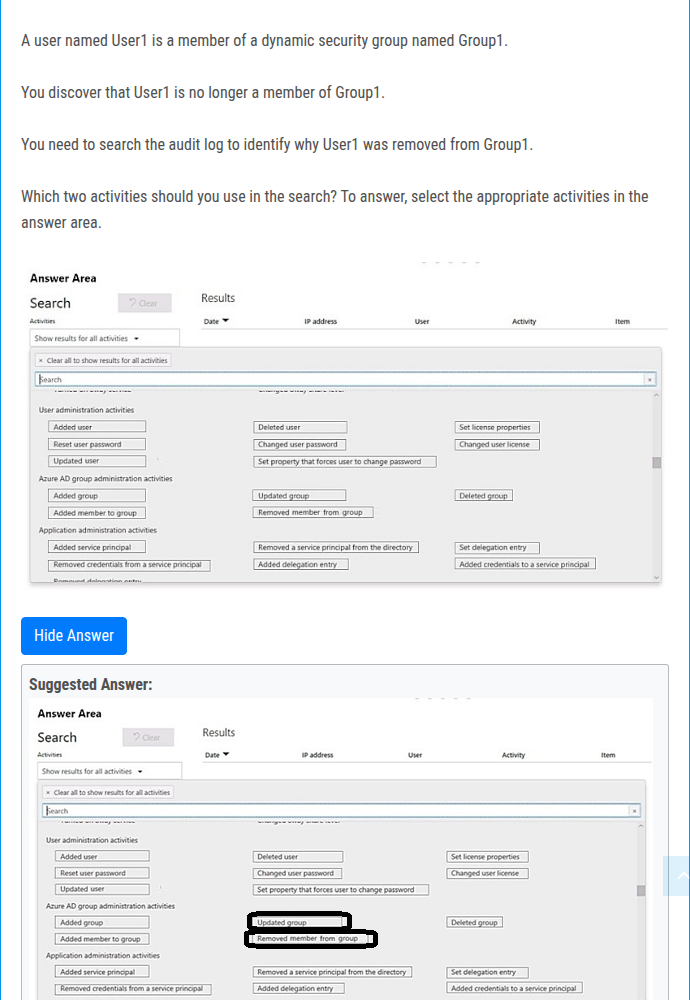 A user named User1 is a member of a dynamic security group named Group1.
You discover that User1 is no longer a member of Group1.
You need to search the audit log to identify why User1 was removed from Group1.
Which two activities should you use in the search? To answer, select the appropriate activities in the
answer area.
Answer Area
Search Clear Results
Activities Date IP address User Activity Item
Show results for all activities
× Clear all to show results for all activities
Search ×
User administration activities
Added user Deleted user Set license properties
Reset user password Changed user password Changed user license
Updated user Set property that forces user to change password
Azure AD group administration activities
Added group Updated group Deleted group
Added member to group Removed member from group
Application administration activities
Added service principal Removed a service principal from the directory Set delegation entry
Removed credentials from a service principal Added delegation entry Added credentials to a service principal
Removed delegation entry
Hide Answer
Suggested Answer:
Answer Area
Search Clear Results
Activities Date IP address User Activity Item
Show results for all activities
× Clear all to show results for all activities
Search ×
User administration activities
Added user Deleted user Set license properties
Reset user password Changed user password Changed user license
Updated user Set property that forces user to change password
Azure AD group administration activities
Added group Updated group Deleted group
Added member to group Removed member from group
Application administration activities
Added service principal Removed a service principal from the directory Set delegation entry
Removed credentials from a service principal Added delegation entry Added credentials to a service principal